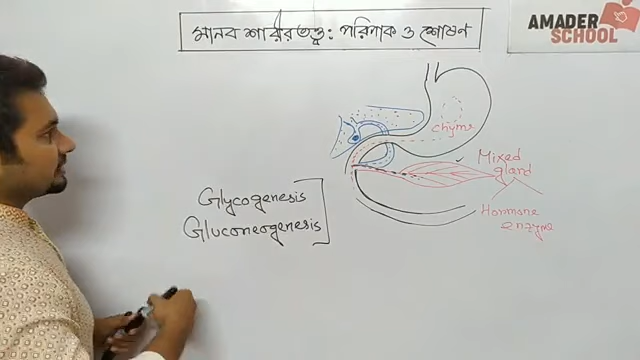 মানব শারীরতত্ত্ব: পরিপাক ও শোষণ
AMADER
SCHOOL
chyme
Mixed
gland
Hormone
enzyme
Glycogenesis
Gluconeogenesis